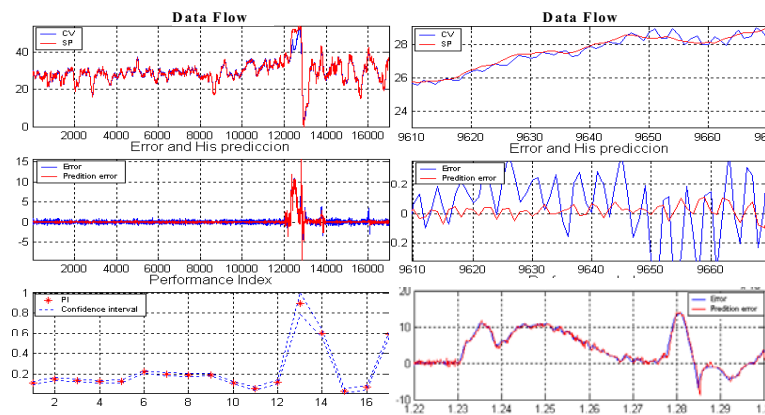 Data Flow
CV
SP
40
20
0
2000 4000 6000 8000 10000 12000 14000 16000
Error and His prediccion
Error
Predition error
15
10
5
0
-5
2000 4000 6000 8000 10000 12000 14000 16000
Performance Index
PI
Confidence interval
1
0.8
0.6
0.4
0.2
2 4 6 8 10 12 14 16
Data Flow
CV
SP
28
26
24
9610 9620 9630 9640 9650 9660
Error and His prediccion
Error
Predition error
0.2
0
0.2
9610 9620 9630 9640 9650 9660
20
10
0
-10
Error
Predition error
1.22 1.23 1.24 1.25 1.26 1.27 1.28 1.29